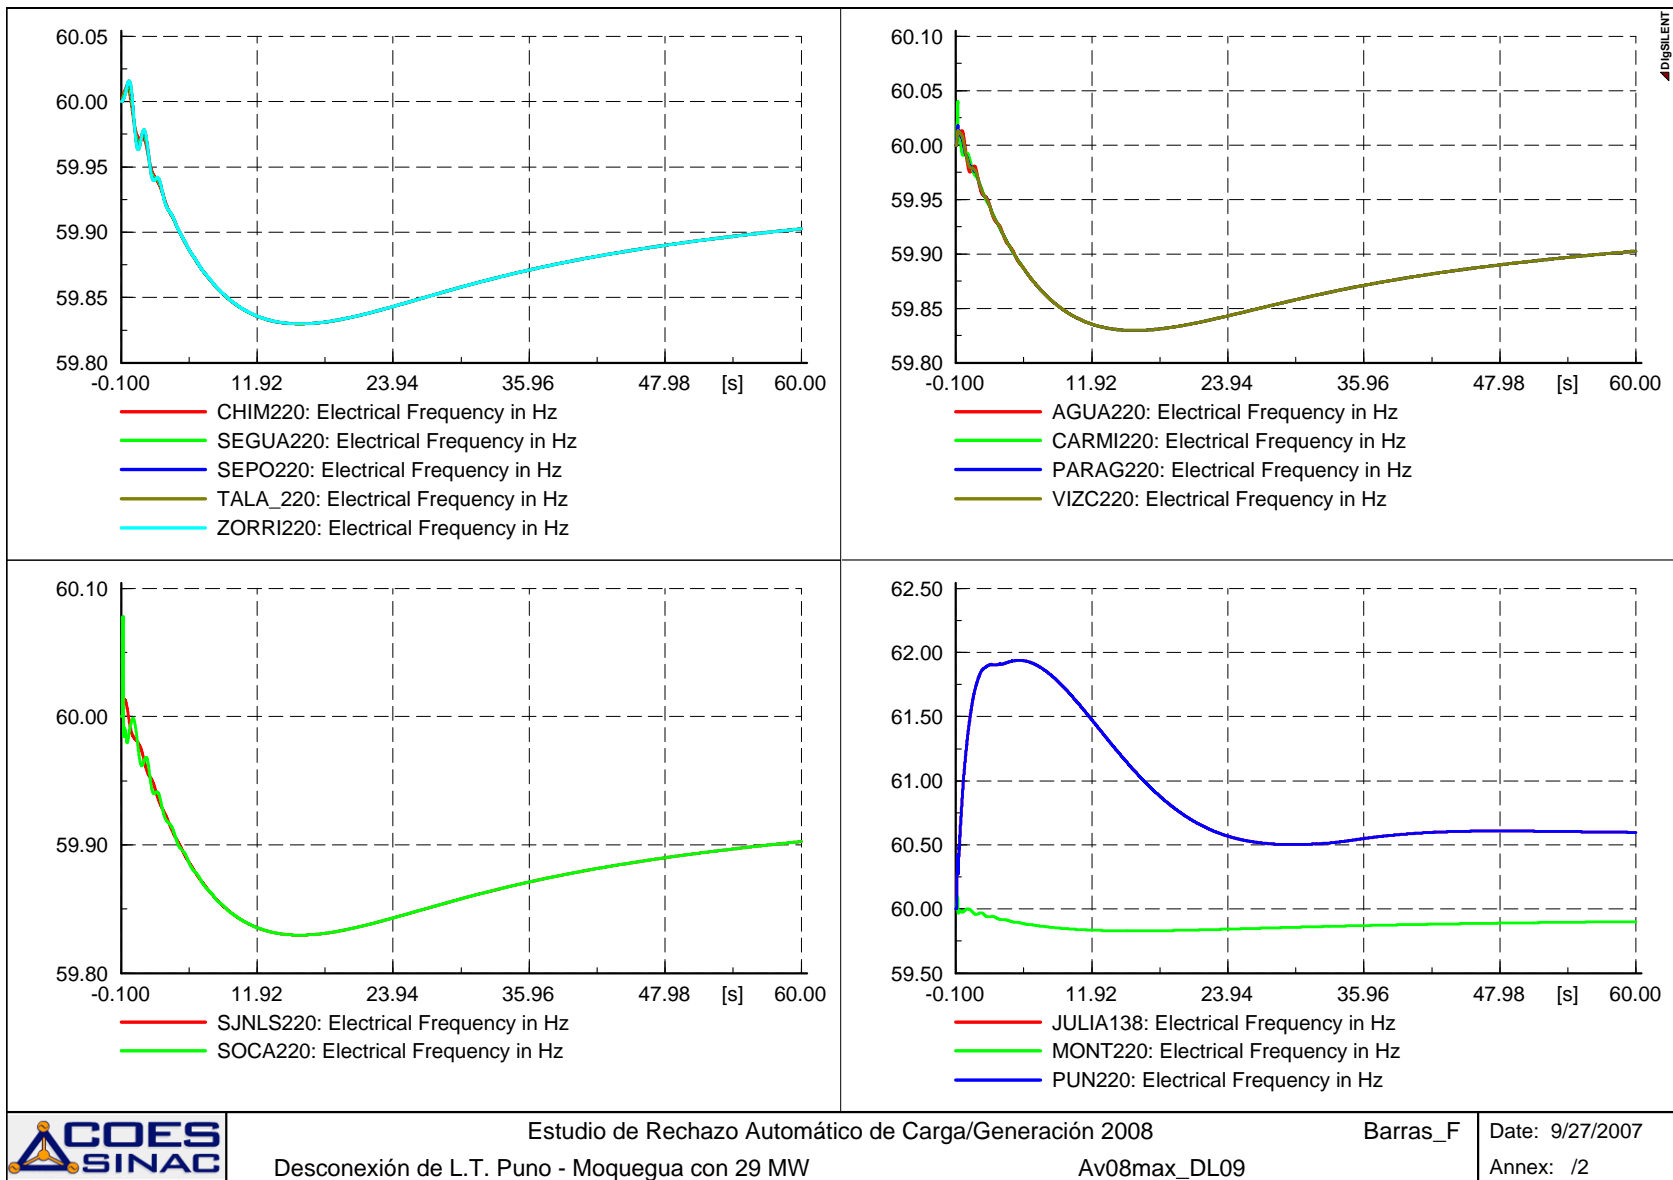 60.05
60.00
59.95
59.90
59.85
59.80
-0.100
11.92
23.94
35.96
47.98
[s]
60.00
CHIM220: Electrical Frequency in Hz
SEGUA220: Electrical Frequency in Hz
SEPO220: Electrical Frequency in Hz
TALA_220: Electrical Frequency in Hz
ZORRI220: Electrical Frequency in Hz
60.10
60.05
60.00
59.95
59.90
59.85
59.80
-0.100
11.92
23.94
35.96
47.98
[s]
60.00
AGUA220: Electrical Frequency in Hz
CARMI220: Electrical Frequency in Hz
PARAG220: Electrical Frequency in Hz
VIZC220: Electrical Frequency in Hz
DIgSILENT
60.10
60.00
59.90
59.80
-0.100
11.92
23.94
35.96
47.98
[s]
60.00
SJNLS220: Electrical Frequency in Hz
SOCA220: Electrical Frequency in Hz
62.50
62.00
61.50
61.00
60.50
60.00
59.50
-0.100
11.92
23.94
35.96
47.98
[s]
60.00
JULIA138: Electrical Frequency in Hz
MONT220: Electrical Frequency in Hz
PUN220: Electrical Frequency in Hz
COES
SINAC
Estudio de Rechazo Automático de Carga/Generación 2008
Barras_F
Desconexión de L.T. Puno - Moquegua con 29 MW
Av08max_DL09
Date: 9/27/2007
Annex: /2